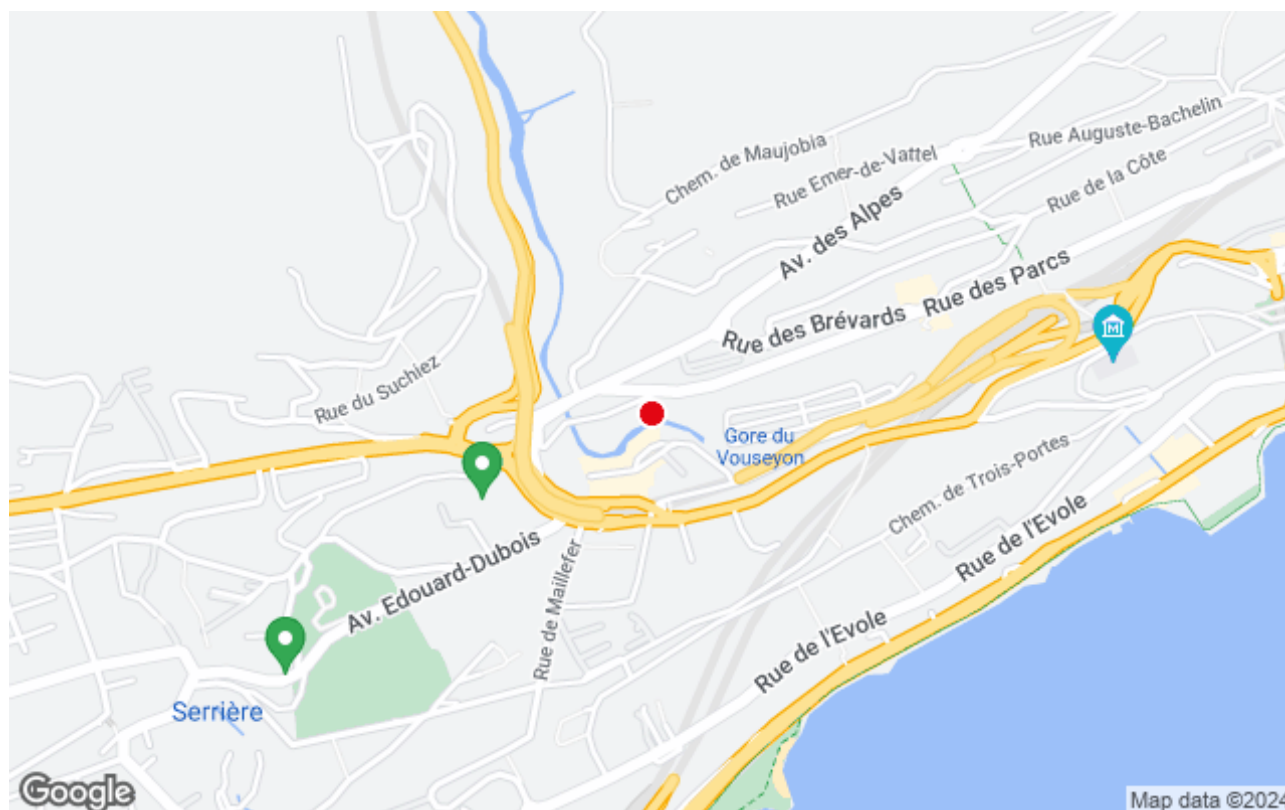 Chem. de Maujobia
Rue Auguste-Bachelin
Rue Emer-de-Vattel
Rue de la Côte
Av. des Alpes
Rue des Parcs
Rue des Brévards
M
Rue du Suchiez
Gore du
Vouseyon
Chem. de Trois-Portes
Rue de l'Evole
Av. Edouard-Dubois
Rue de Maillefer
Rue de l'Evole
Serrière
Google
Map data ©2024